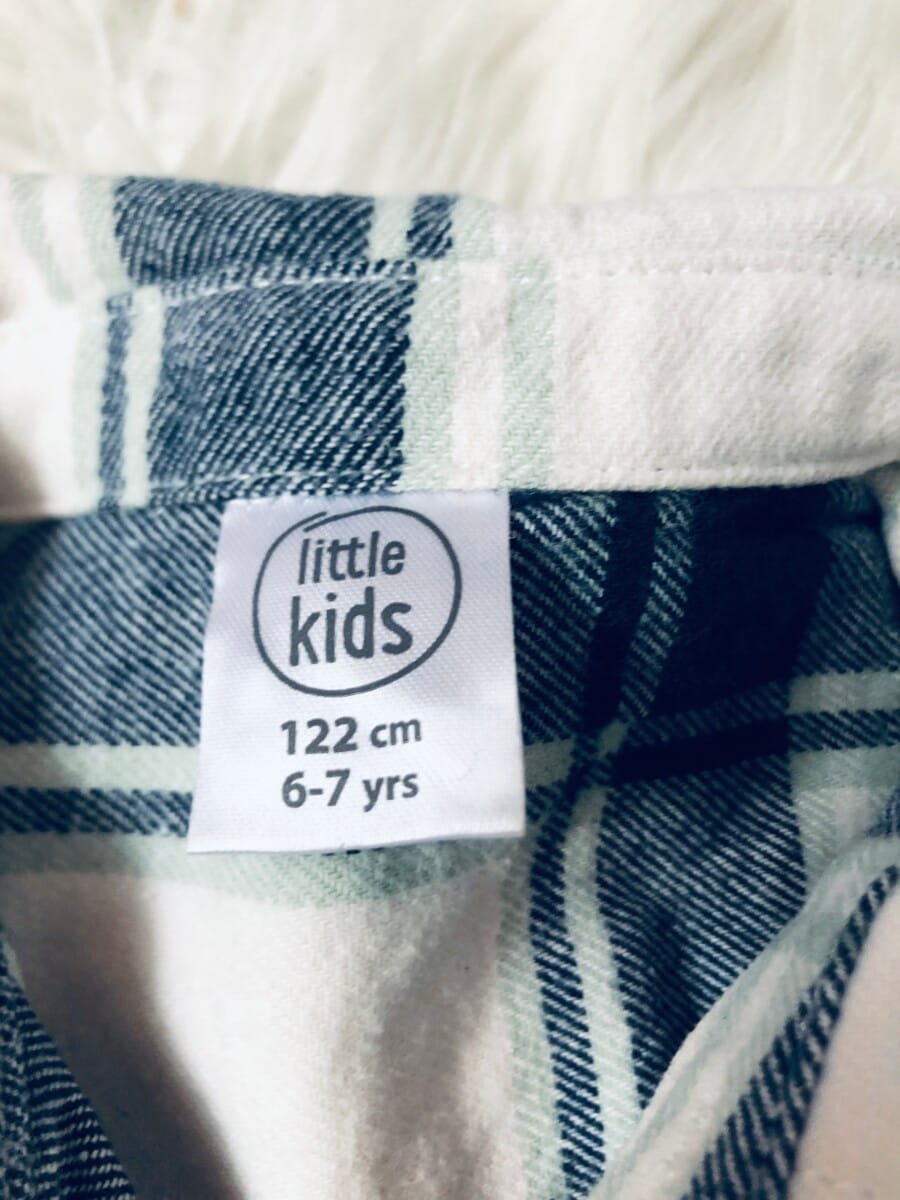 little
kids
122 cm
6-7 yrs